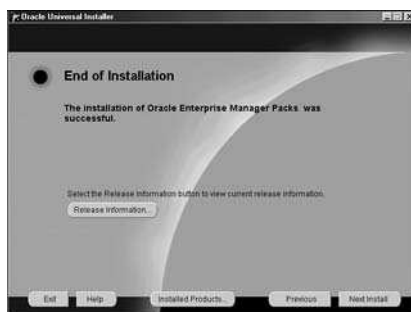 Oracle Universal Installer
End of Installation
The installation of Oracle Enterprise Manager Packs was
successful.
Select the Release Information button to view current release information.
Release Information...
Exit Help Installed Products... Previous Next Install